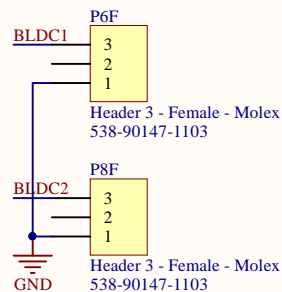 P6F
BLDC1
3
2
1
Header 3 - Female - Molex
538-90147-1103
P8F
BLDC2
3
2
1
Header 3 - Female - Molex
GND
538-90147-1103